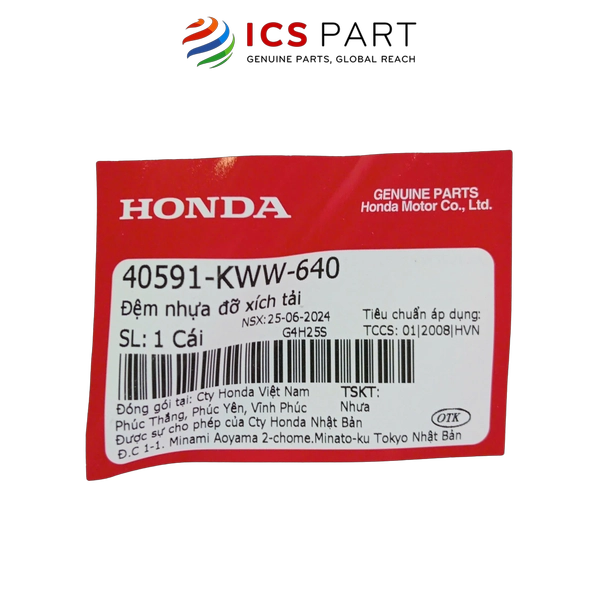 ICS PART
GENUINE PARTS, GLOBAL REACH
HONDA
GENUINE PARTS
Honda Motor Co., Ltd.
40591-KWW-640
Đệm nhựa đỡ xích tải
NSX:25-06-2024
Tiêu chuẩn áp dụng:
SL: 1 Cái
G4H25S
TCCS: 01|2008|HVN
Đóng gói tại: Cty Honda Việt Nam
TSKT:
Phúc Thắng, Phúc Yên, Vĩnh Phúc
Nhưa
Được sự cho phép của Cty Honda Nhật Bản
OTK
Đ.C 1-1. Minami Aoyama 2-chome.Minato-ku Tokyo Nhật Bản